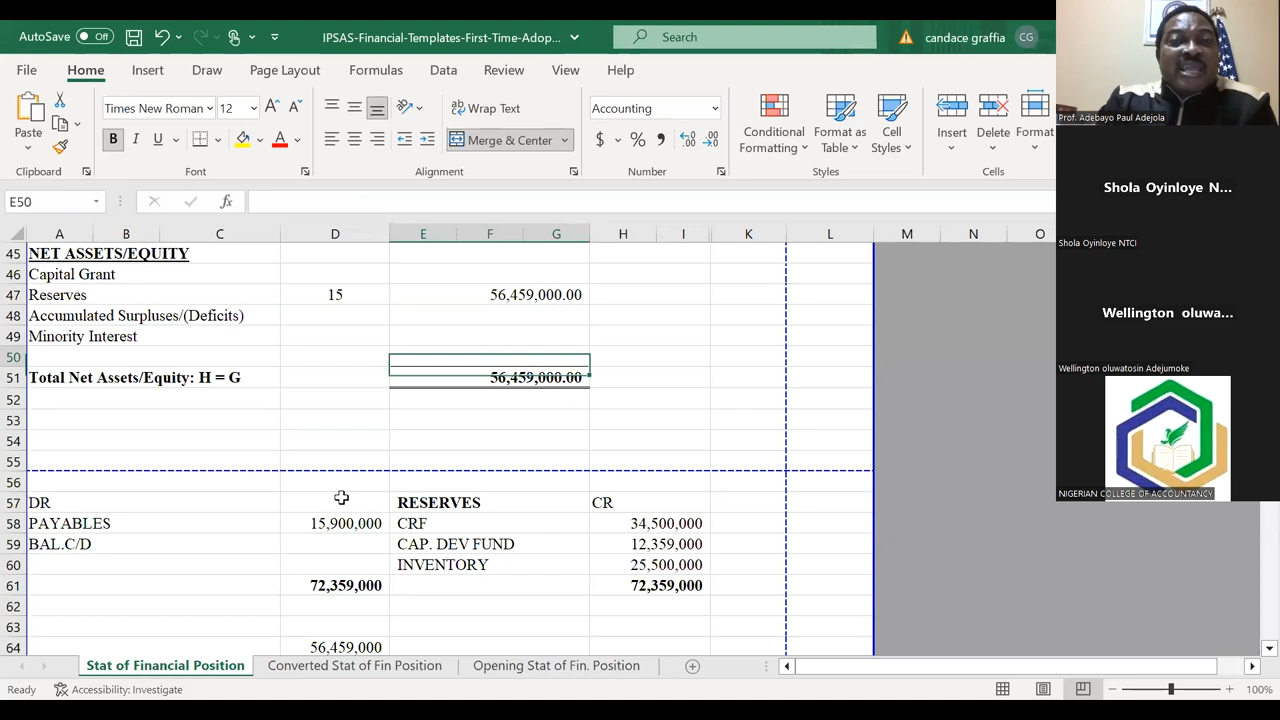 AutoSave Off IPSAS-Financial-Templates-First-Time-Adop... Search candace graffia CG
File Home Insert Draw Page Layout Formulas Data Review View Help
Paste Times New Roman 12 Wrap Text Accounting Conditional Formatting Format as Table Cell Styles Insert Delete Format
B I U A Merge & Center $ % 9
Clipboard Font Alignment Number Styles Cells
E50 fx
A B C D E F G H I K L M N O
45 NET ASSETS/EQUITY
46 Capital Grant
47 Reserves 15 56,459,000.00
48 Accumulated Surpluses/(Deficits)
49 Minority Interest
50
51 Total Net Assets/Equity: H = G 56,459,000.00
52
53
54
55
56
57 DR RESERVES CR
58 PAYABLES 15,900,000 CRF 34,500,000
59 BAL.C/D CAP. DEV FUND 12,359,000
60 INVENTORY 25,500,000
61 72,359,000 72,359,000
62
63
64 56,459,000
Stat of Financial Position Converted Stat of Fin Position Opening Stat of Fin. Position
Ready Accessibility: Investigate 100%
Prof. Adebayo Paul Adejola
Shola Oyinloye N...
Shola Oyinloye NTCI
Wellington oluwa...
Wellington oluwatosin Adejumoke
NIGERIAN COLLEGE OF ACCOUNTANCY